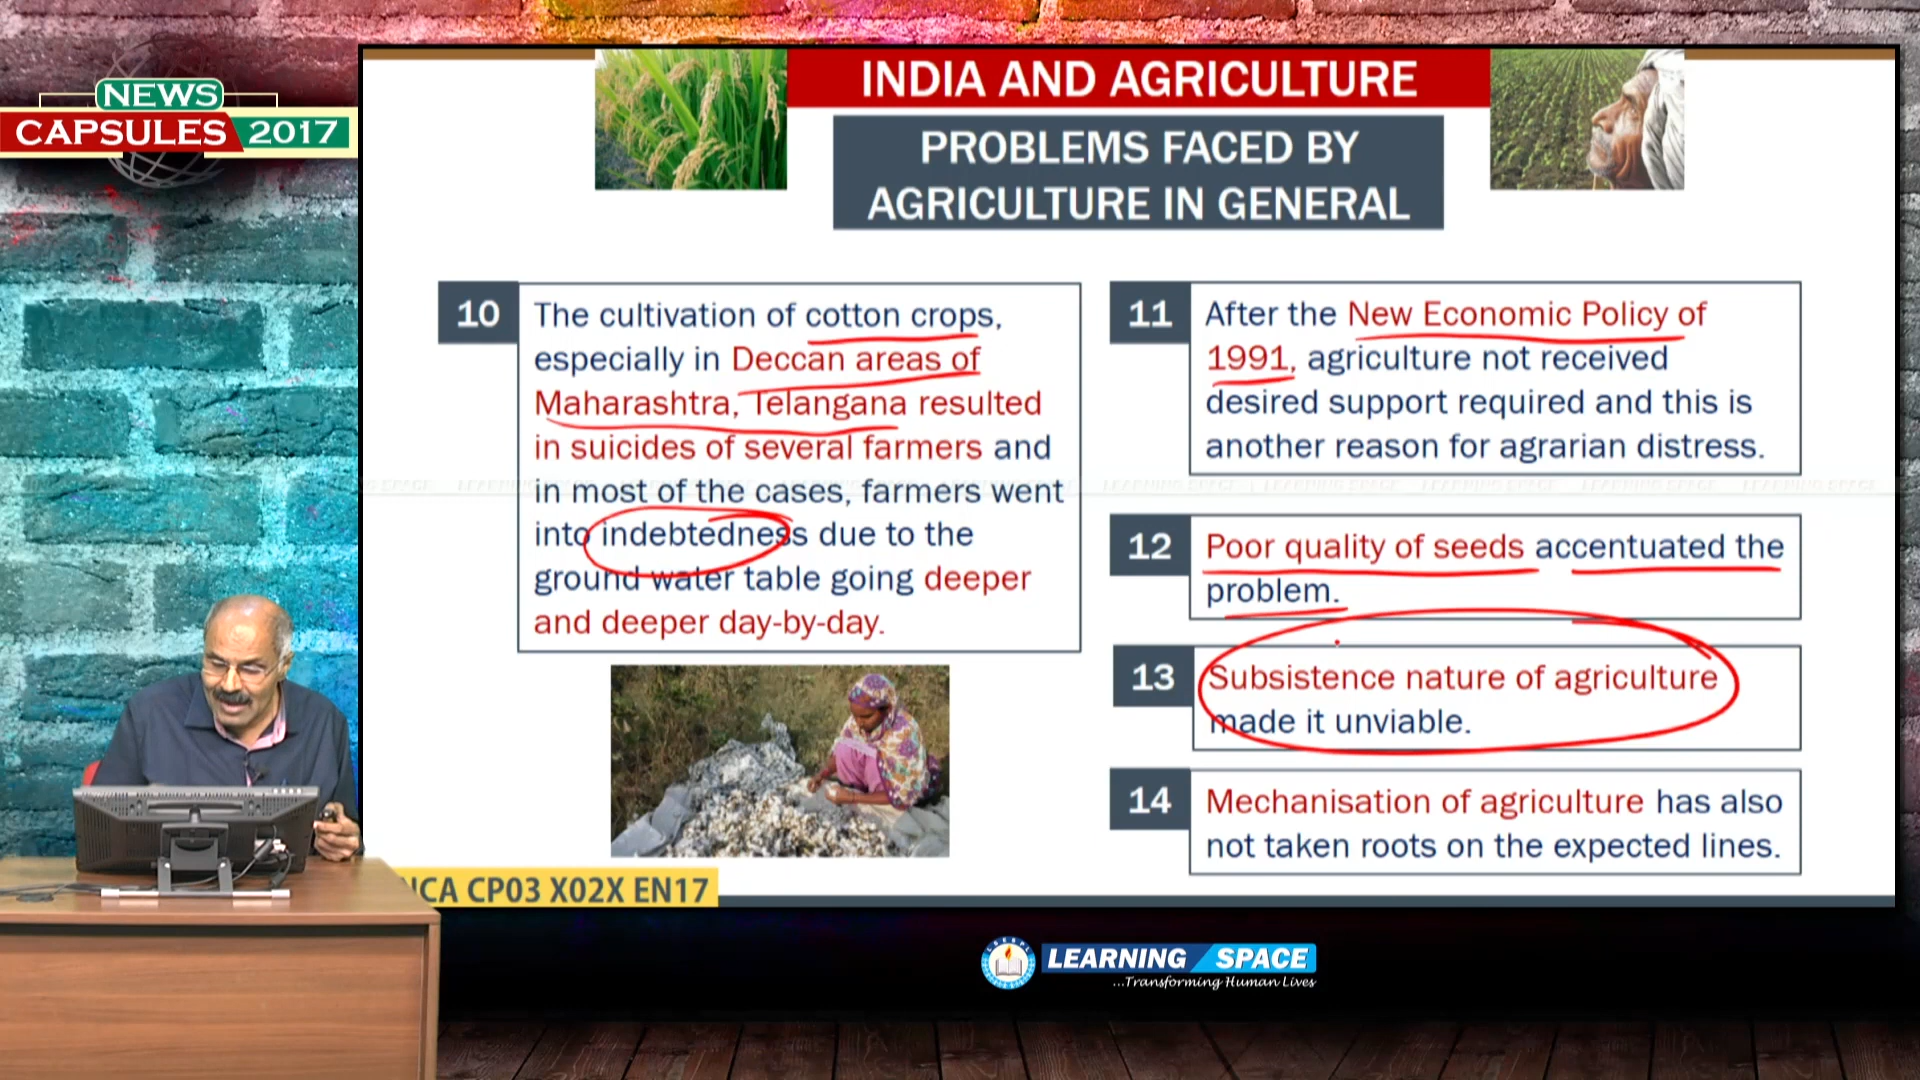 NEWS
CAPSULES 2017
INDIA AND AGRICULTURE
PROBLEMS FACED BY
AGRICULTURE IN GENERAL
10
The cultivation of cotton crops,
especially in Deccan areas of
Maharashtra, Telangana resulted
in suicides of several farmers and
in most of the cases, farmers went
into indebtedness due to the
ground water table going deeper
and deeper day-by-day.
11
After the New Economic Policy of
1991, agriculture not received
desired support required and this is
another reason for agrarian distress.
12
Poor quality of seeds accentuated the
problem.
13
Subsistence nature of agriculture
made it unviable.
14
Mechanisation of agriculture has also
not taken roots on the expected lines.
ICA CP03 X02X EN17
LEARNING SPACE
...Transforming Human Lives